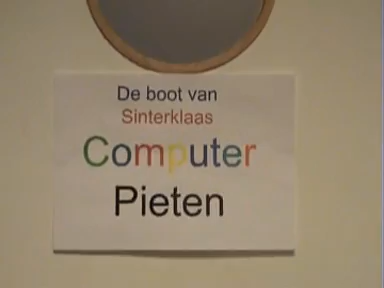 De boot van
Sinterklaas
Computer
Pieten